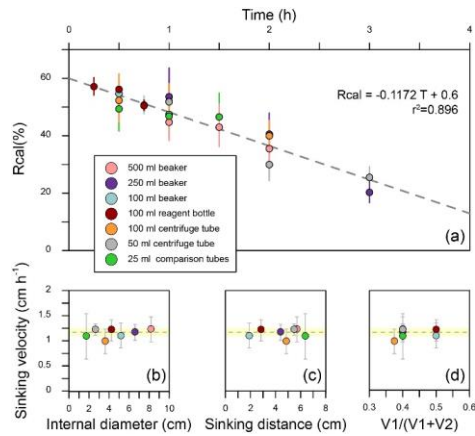 Time (h)
0 1 2 3 4
60
40
20
0
Rcal(%)
Rcal = -0.1172 T + 0.6
r²=0.896
500 ml beaker
250 ml beaker
100 ml beaker
100 ml reagent bottle
100 ml centrifuge tube
50 ml centrifuge tube
25 ml comparison tubes
(a)
Sinking velocity (cm h⁻¹)
2
1.5
1
0.5
0
(b) (c) (d)
0 2 4 6 8 10 0 2 4 6 8 0.3 0.4 0.5 0.6
Internal diameter (cm) Sinking distance (cm) V1/(V1+V2)